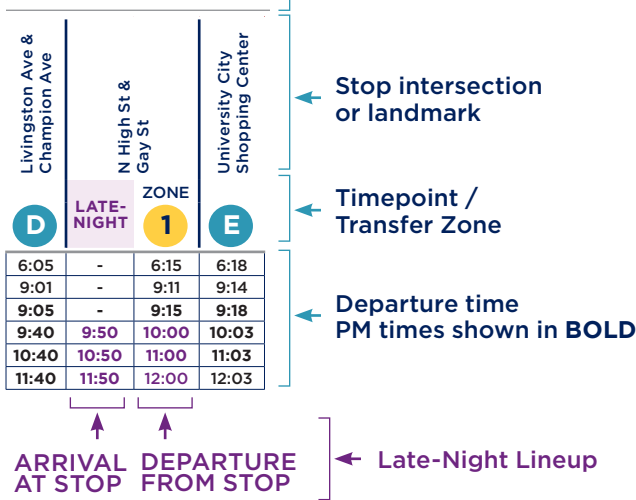 Livingston Ave &
Champion Ave
N High St &
Gay St
University City
Shopping Center
Stop intersection
or landmark
D
LATE-
NIGHT
ZONE
1
E
Timepoint /
Transfer Zone
6:05 - 6:15 6:18
9:01 - 9:11 9:14
9:05 - 9:15 9:18
9:40 9:50 10:00 10:03
10:40 10:50 11:00 11:03
11:40 11:50 12:00 12:03
Departure time
PM times shown in BOLD
ARRIVAL
AT STOP
DEPARTURE
FROM STOP
Late-Night Lineup